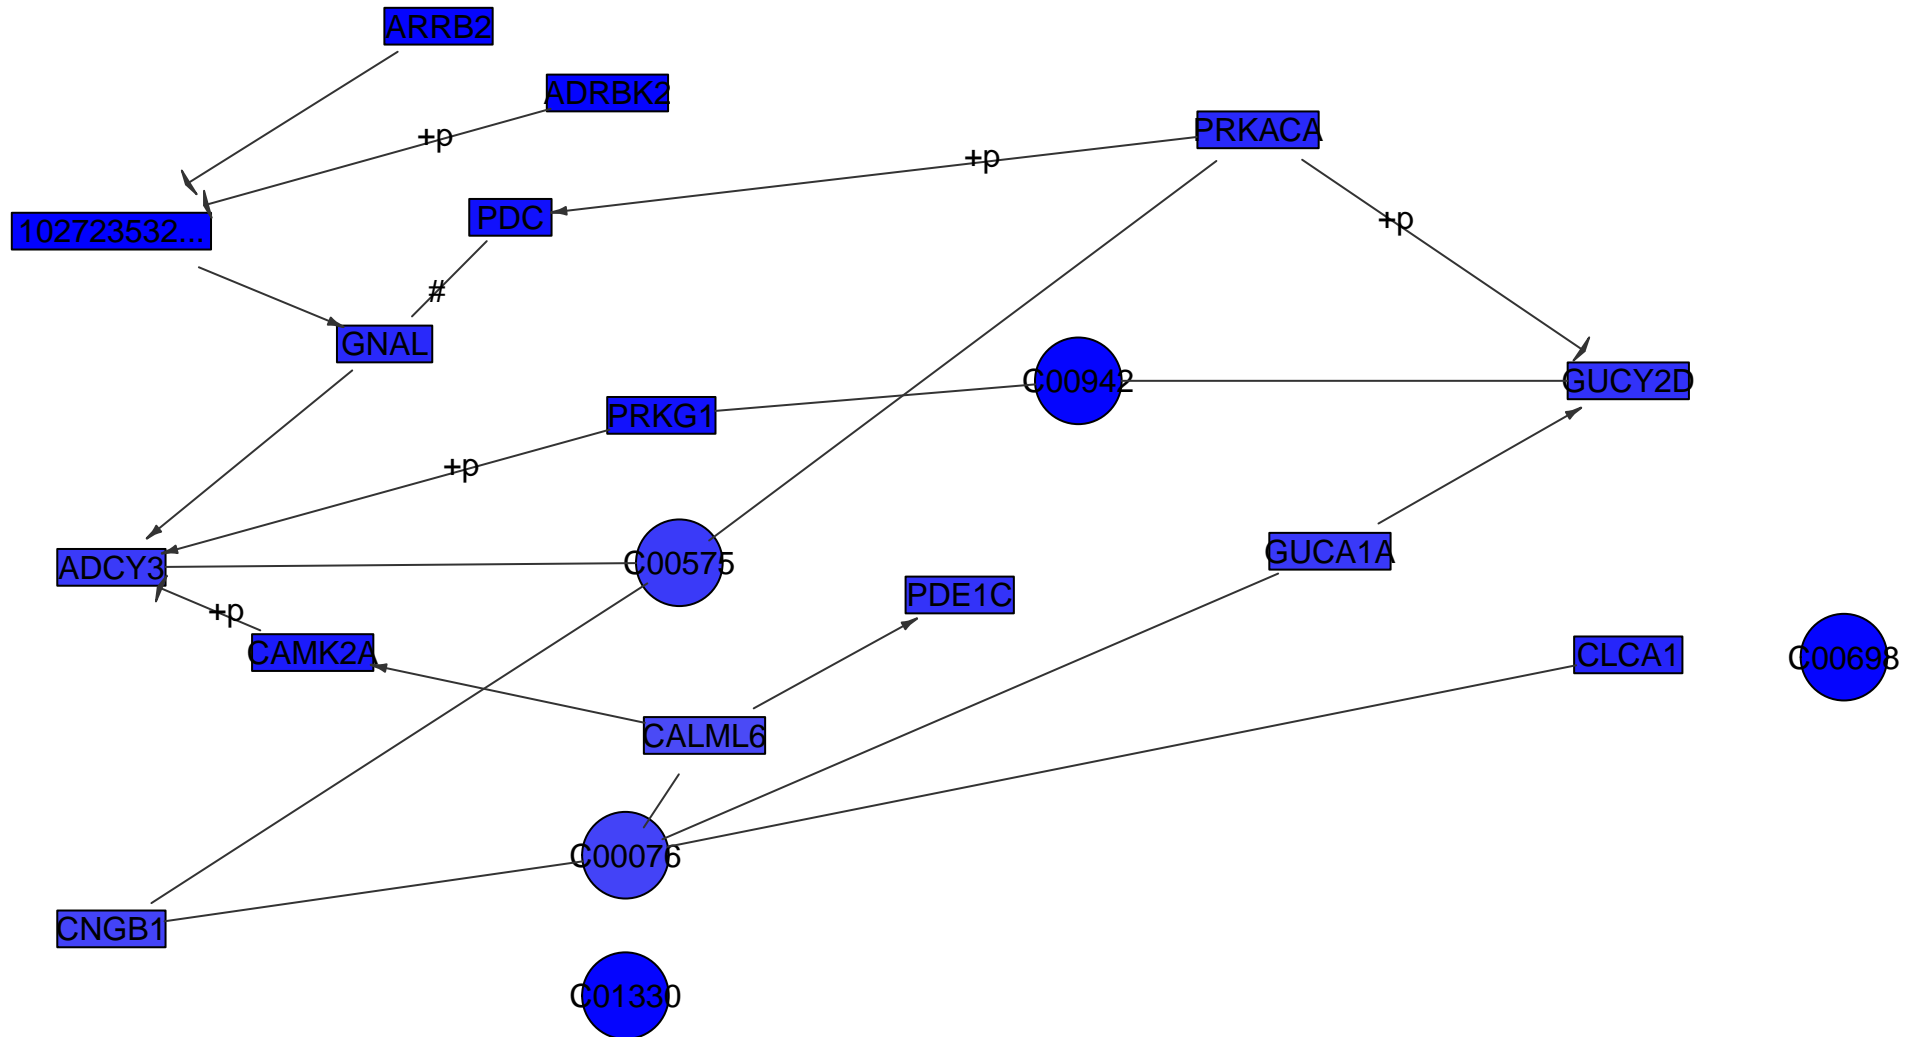 ARRB2
ADRBK2
+p
PRKACA
+p
102723532...
PDC
+p
#
GNAL
C00942
GUCY2D
PRKG1
+p
ADCY3
C00575
GUCA1A
PDE1C
+p
CAMK2A
CLCA1
C00698
CALML6
C00076
CNGB1
C01330